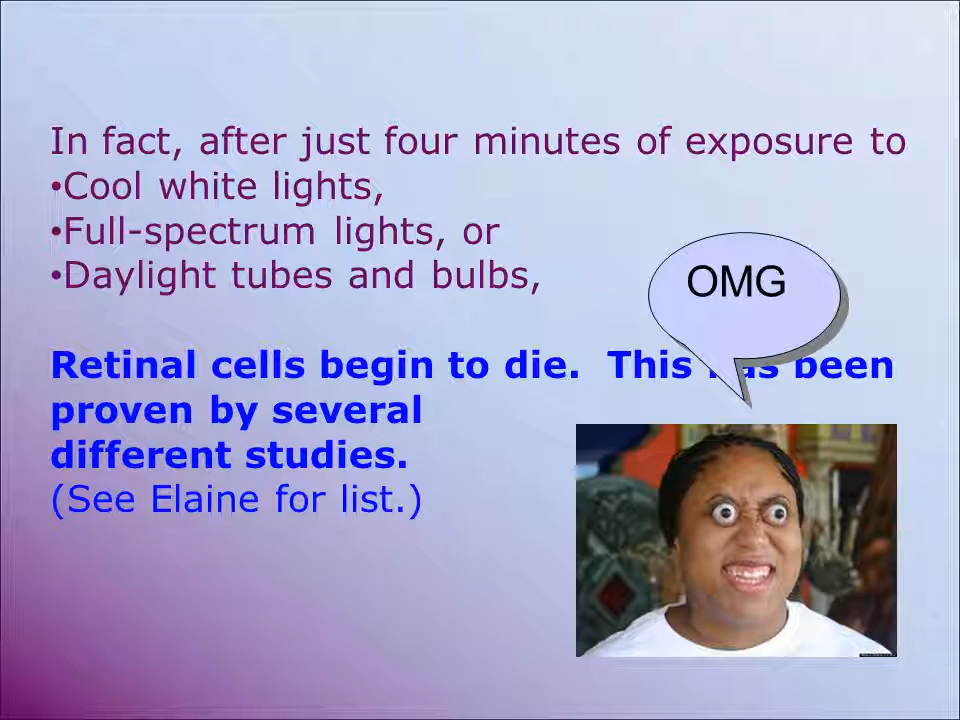 In fact, after just four minutes of exposure to
•Cool white lights,
•Full-spectrum lights, or
•Daylight tubes and bulbs,
OMG
Retinal cells begin to die. This has been
proven by several
different studies.
(See Elaine for list.)